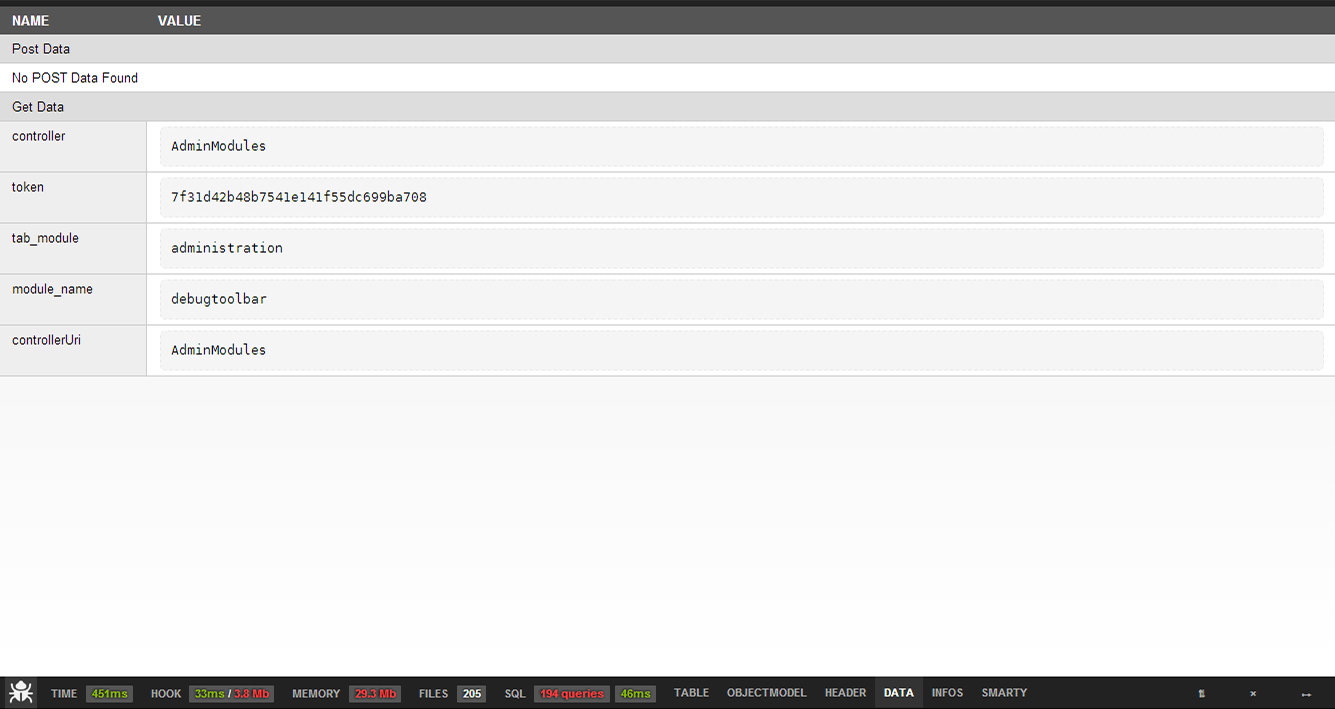 NAME VALUE
Post Data
No POST Data Found
Get Data
controller AdminModules
token 7f31d42b48b7541e141f55dc699ba708
tab_module administration
module_name debugtoolbar
controllerUri AdminModules
TIME 451ms HOOK 33ms / 3.8 Mb MEMORY 29.3 Mb FILES 205 SQL 194 queries 46ms TABLE OBJECTMODEL HEADER DATA INFOS SMARTY